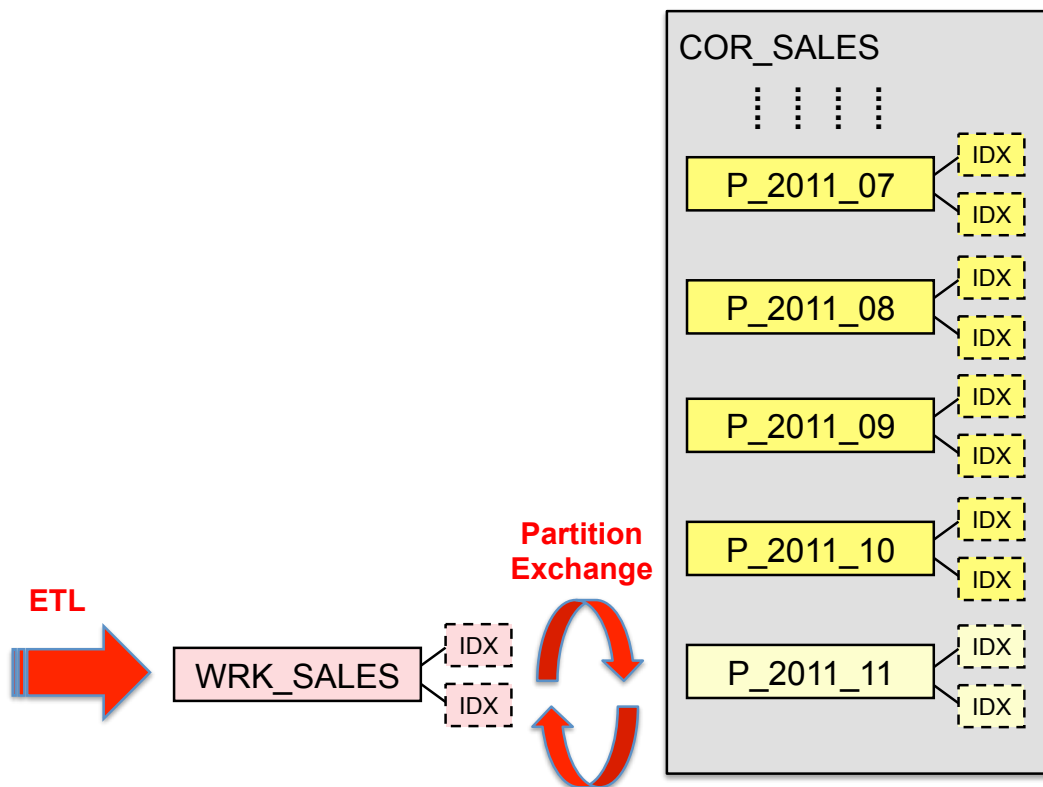 COR_SALES
P_2011_07
IDX
IDX
P_2011_08
IDX
IDX
P_2011_09
IDX
IDX
P_2011_10
IDX
IDX
P_2011_11
IDX
IDX
Partition
Exchange
ETL
WRK_SALES
IDX
IDX